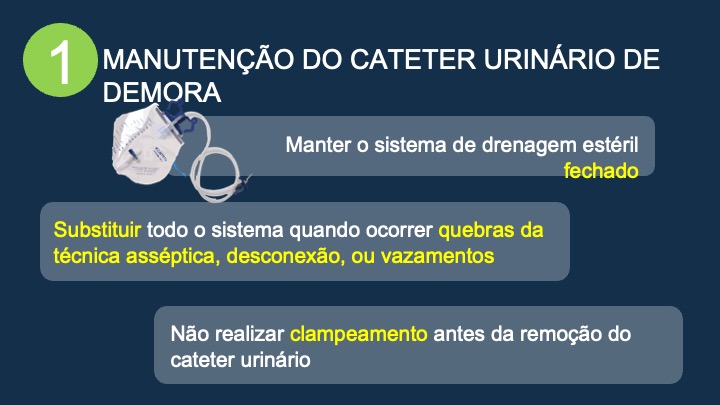 1
MANUTENÇÃO DO CATETER URINÁRIO DE
DEMORA
Manter o sistema de drenagem estéril
fechado
Substituir todo o sistema quando ocorrer quebras da
técnica asséptica, desconexão, ou vazamentos
Não realizar clampeamento antes da remoção do
cateter urinário